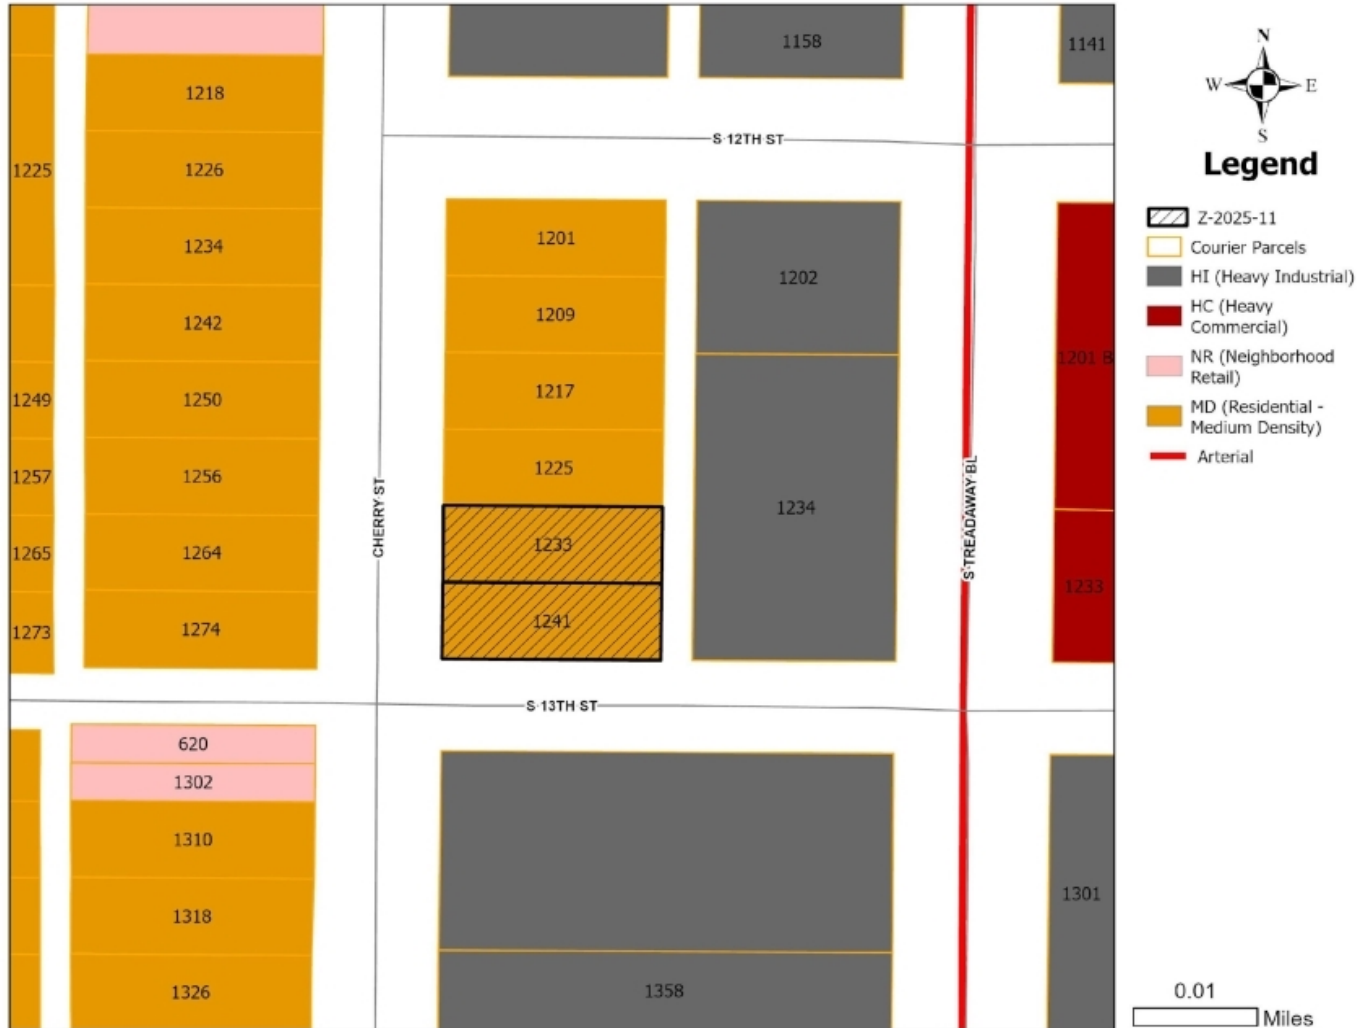 1218
1226
1225
1234
1242
1250
1249
1256
1257
1264
1265
1274
1273
CHERRY ST
1158
1141
S 12TH ST
1201
1209
1217
1225
1233
1241
1202
1234
S TREADAWAY BL
1201 B
1233
S 13TH ST
620
1302
1310
1318
1326
1358
1301
N
W
E
S
Legend
Z-2025-11
Courier Parcels
HI (Heavy Industrial)
HC (Heavy
Commercial)
NR (Neighborhood
Retail)
MD (Residential -
Medium Density)
Arterial
0.01
Miles